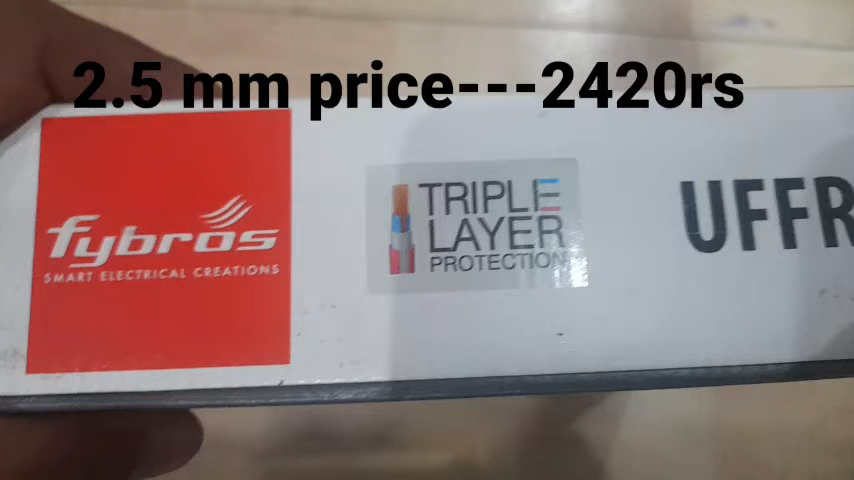 2.5 mm price---2420rs
fybros
SMART ELECTRICAL CREATIONS
TRIPLE
LAYER
PROTECTION
UFFR